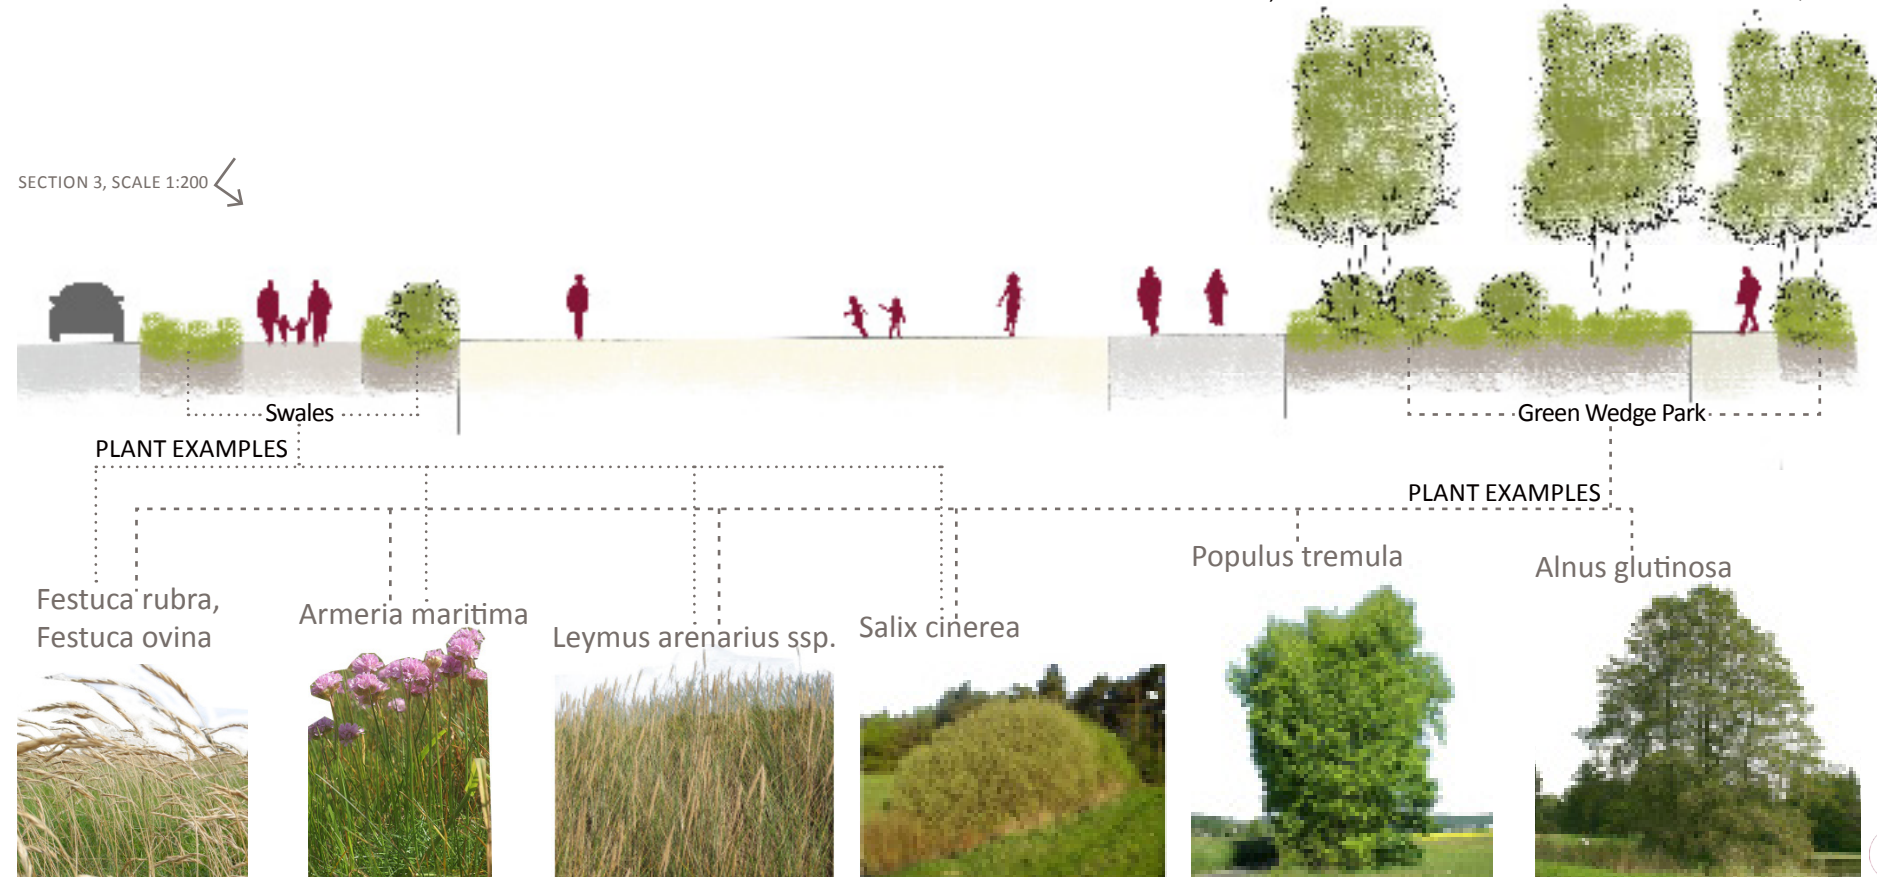 SECTION 3, SCALE 1:200
Swales
Green Wedge Park
PLANT EXAMPLES
PLANT EXAMPLES
Populus tremula
Alnus glutinosa
Festuca rubra,
Festuca ovina
Armeria maritima
Leymus arenarius ssp.
Salix cinerea